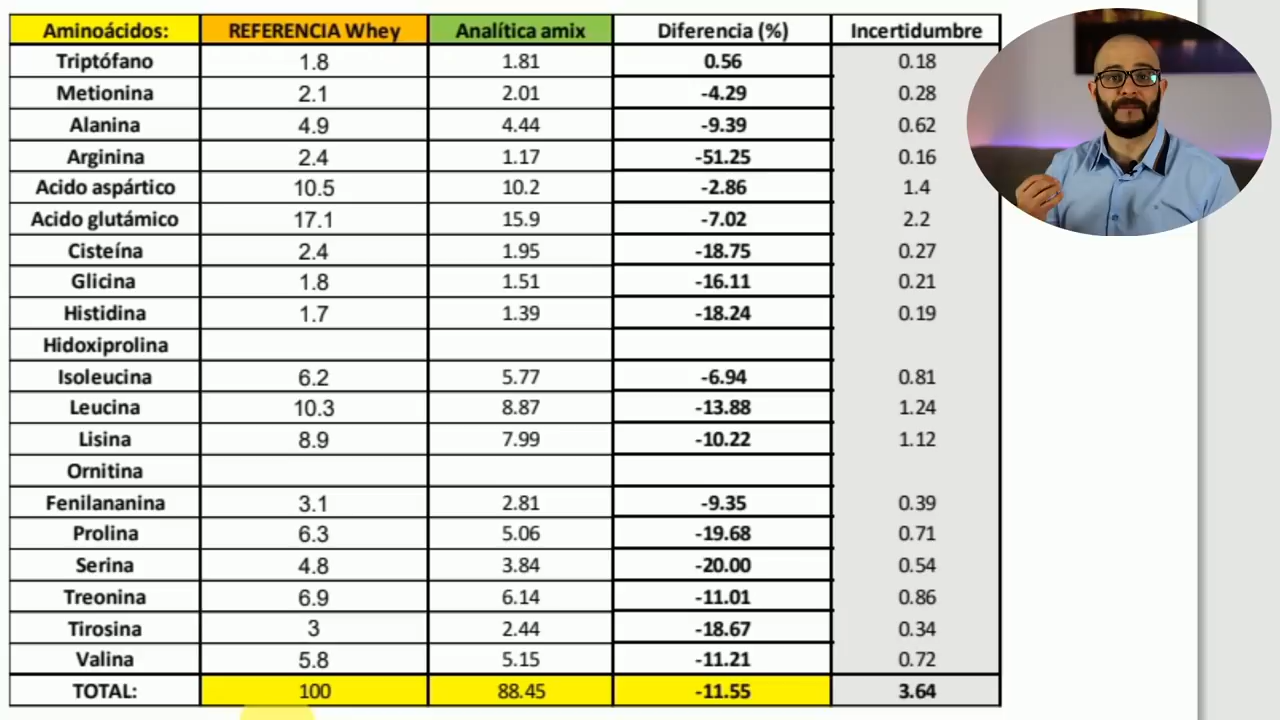 Aminoácidos: REFERENCIA Whey Analítica amix Diferencia (%) Incertidumbre
Triptófano 1.8 1.81 0.56 0.18
Metionina 2.1 2.01 -4.29 0.28
Alanina 4.9 4.44 -9.39 0.62
Arginina 2.4 1.17 -51.25 0.16
Acido aspártico 10.5 10.2 -2.86 1.4
Acido glutámico 17.1 15.9 -7.02 2.2
Cisteína 2.4 1.95 -18.75 0.27
Glicina 1.8 1.51 -16.11 0.21
Histidina 1.7 1.39 -18.24 0.19
Hidoxiprolina
Isoleucina 6.2 5.77 -6.94 0.81
Leucina 10.3 8.87 -13.88 1.24
Lisina 8.9 7.99 -10.22 1.12
Ornitina
Fenilananina 3.1 2.81 -9.35 0.39
Prolina 6.3 5.06 -19.68 0.71
Serina 4.8 3.84 -20.00 0.54
Treonina 6.9 6.14 -11.01 0.86
Tirosina 3 2.44 -18.67 0.34
Valina 5.8 5.15 -11.21 0.72
TOTAL: 100 88.45 -11.55 3.64